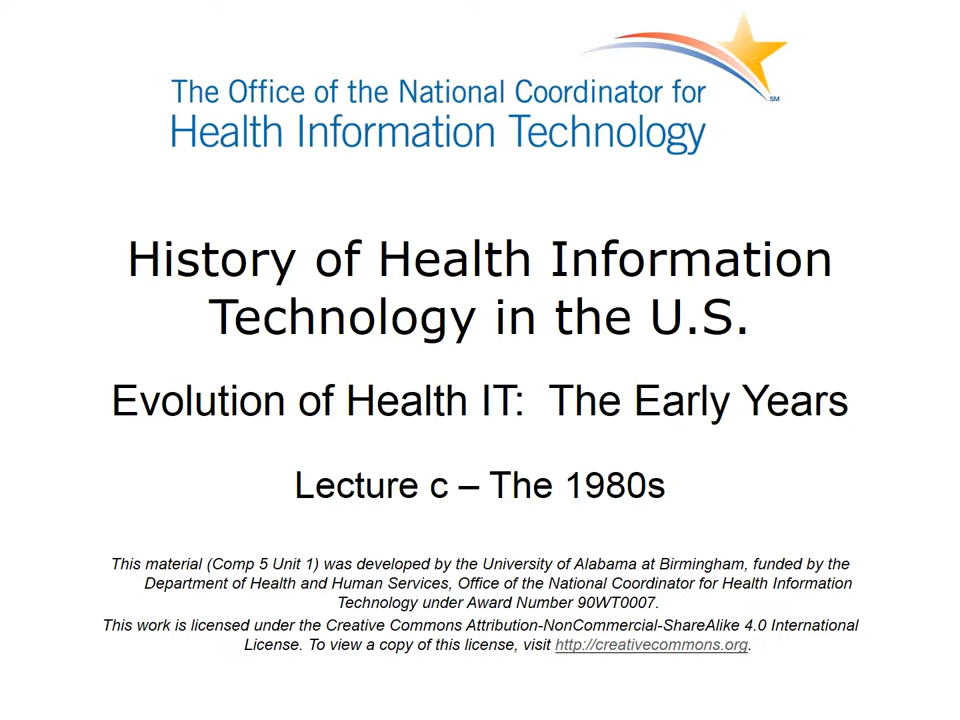 The Office of the National Coordinator for
Health Information Technology
SM
History of Health Information
Technology in the U.S.
Evolution of Health IT:  The Early Years
Lecture c – The 1980s
This material (Comp 5 Unit 1) was developed by the University of Alabama at Birmingham, funded by the
Department of Health and Human Services, Office of the National Coordinator for Health Information
Technology under Award Number 90WT0007.
This work is licensed under the Creative Commons Attribution-NonCommercial-ShareAlike 4.0 International
License. To view a copy of this license, visit http://creativecommons.org.